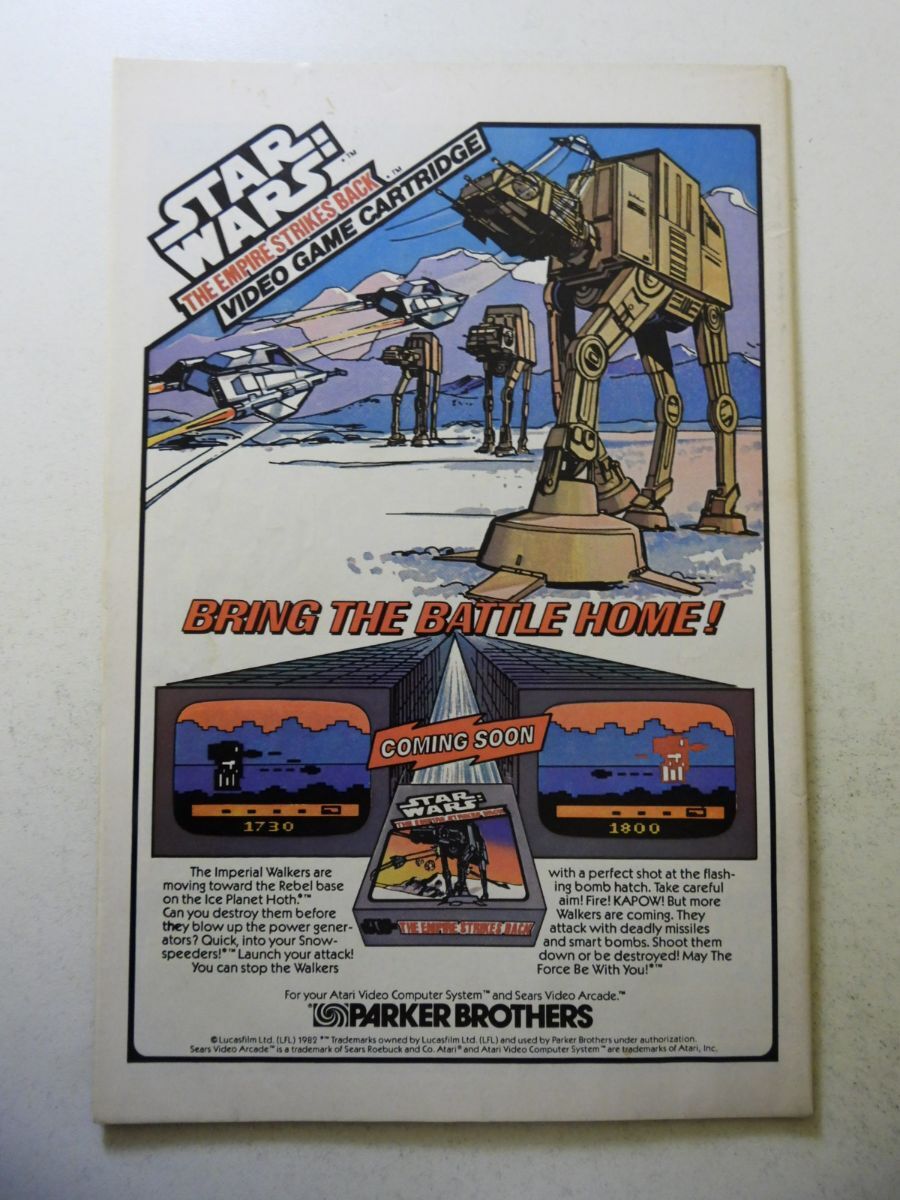 STAR
WARS:™
THE EMPIRE STRIKES BACK™
VIDEO GAME CARTRIDGE
BRING THE BATTLE HOME!
COMING SOON
1730
1800
STAR
WARS:
THE EMPIRE STRIKES BACK
THE EMPIRE STRIKES BACK
The Imperial Walkers are
moving toward the Rebel base
on the Ice Planet Hoth.*™
Can you destroy them before
they blow up the power gener-
ators? Quick, into your Snow-
speeders!*™ Launch your attack!
You can stop the Walkers
with a perfect shot at the flash-
ing bomb hatch. Take careful
aim! Fire! KAPOW! But more
Walkers are coming. They
attack with deadly missiles
and smart bombs. Shoot them
down or be destroyed! May The
Force Be With You!*™
For your Atari Video Computer System™ and Sears Video Arcade.™
PARKER BROTHERS
© Lucasfilm Ltd. (LFL) 1982 *™ Trademarks owned by Lucasfilm Ltd. (LFL) and used by Parker Brothers under authorization.
Sears Video Arcade™ is a trademark of Sears Roebuck and Co. Atari® and Atari Video Computer System™ are trademarks of Atari, Inc.